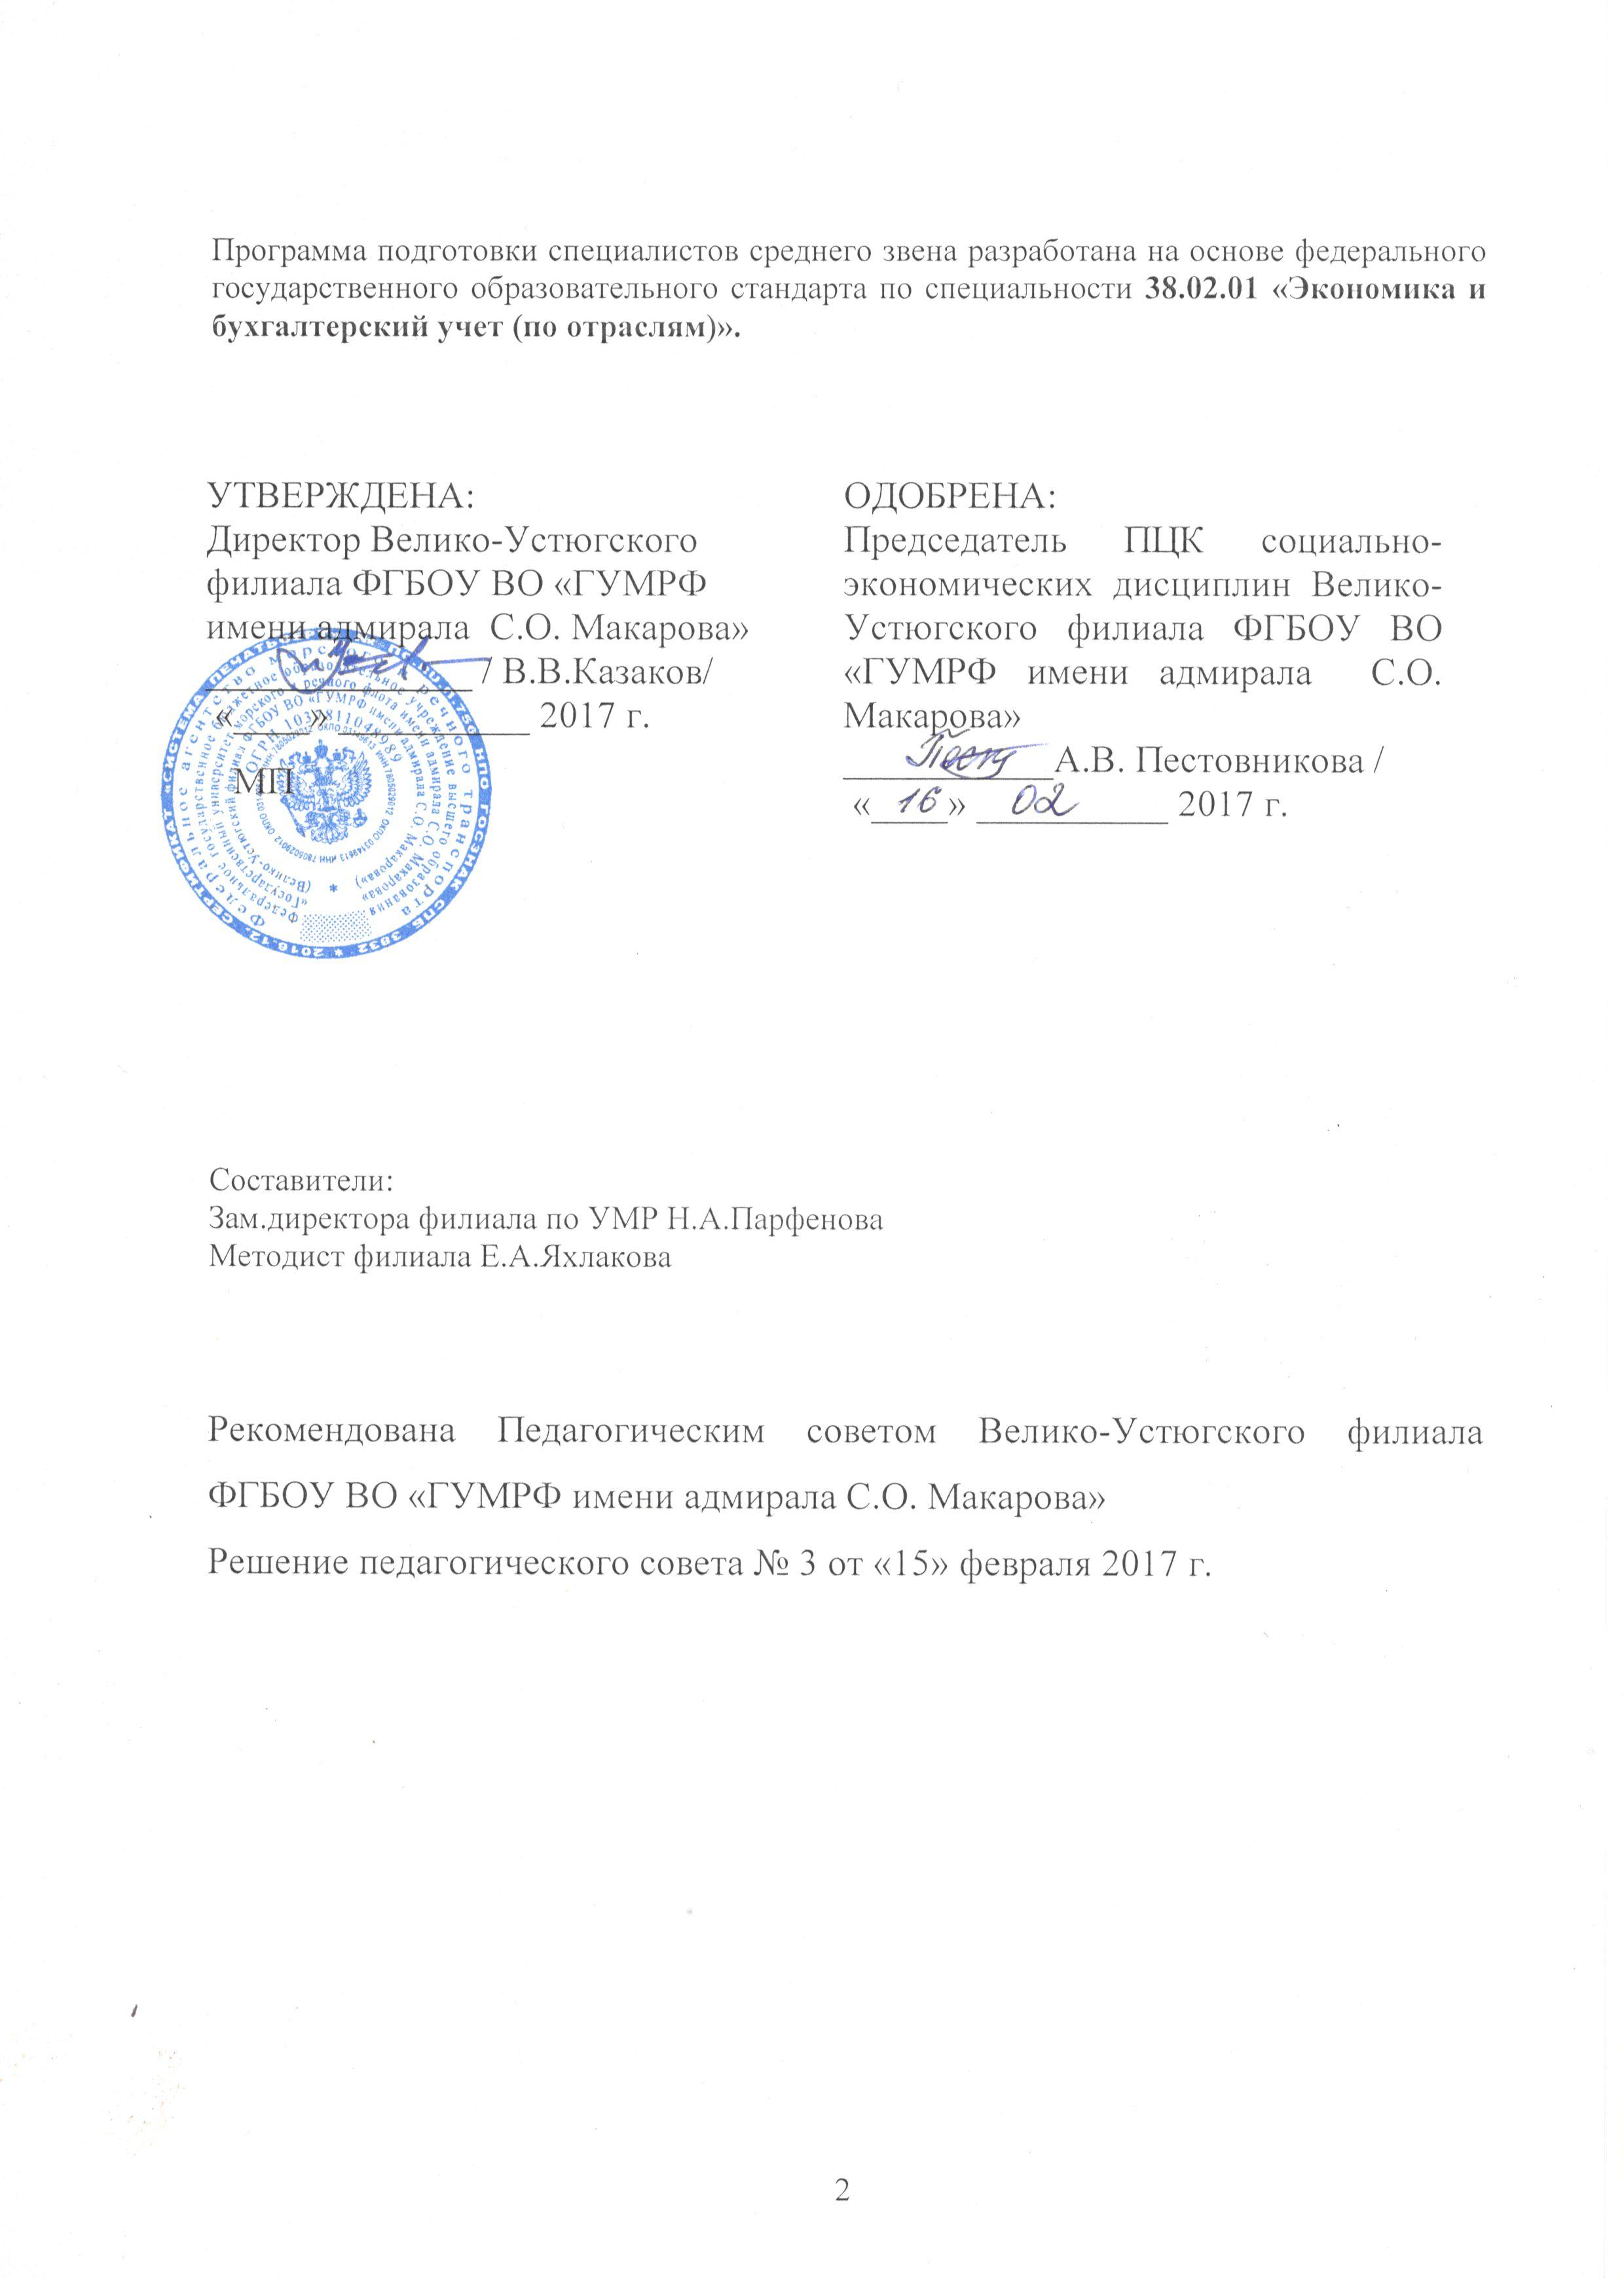 Программа подготовки специалистов среднего звена разработана на основе федерального
государственного образовательного стандарта по специальности 38.02.01 «Экономика и
бухгалтерский учет (по отраслям)».
УТВЕРЖДЕНА:
Директор Велико-Устюгского
филиала ФГБОУ ВО «ГУМРФ
имени адмирала С.О. Макарова»
______________/ В.В.Казаков/
«____» __________ 2017 г.
МП
ОДОБРЕНА:
Председатель ПЦК социально-
экономических дисциплин Велико-
Устюгского филиала ФГБОУ ВО
«ГУМРФ имени адмирала С.О.
Макарова»
___________А.В. Пестовникова /
«16» 02 2017 г.
Составители:
Зам.директора филиала по УМР Н.А.Парфенова
Методист филиала Е.А.Яхлакова
Рекомендована Педагогическим советом Велико-Устюгского филиала
ФГБОУ ВО «ГУМРФ имени адмирала С.О. Макарова»
Решение педагогического совета № 3 от «15» февраля 2017 г.
2